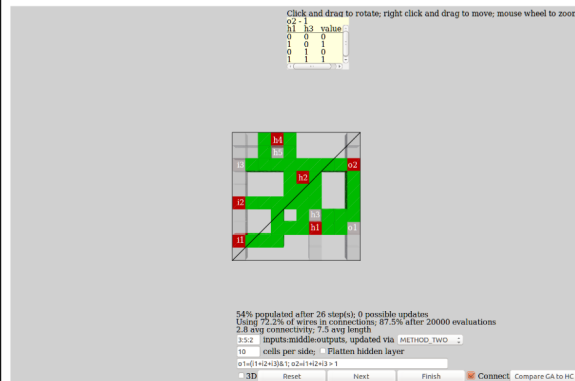 Click and drag to rotate; right click and drag to move; mouse wheel to zoom
o2 - 1
h1 h3 value
0 0 0
1 0 1
0 1 0
1 1 1
h4
h5
i3 o2
h2
i2
h3
h1 o1
i1
54% populated after 26 step(s); 0 possible updates
Using 72.2% of wires in connections; 87.5% after 20000 evaluations
2.8 avg connectivity; 7.5 avg length
3:5:2 inputs:middle:outputs, updated via METHOD_TWO
10 cells per side; Flatten hidden layer
o1=(i1+i2+i3)&1; o2=i1+i2+i3 > 1
3D Reset Next Finish Connect Compare GA to HC